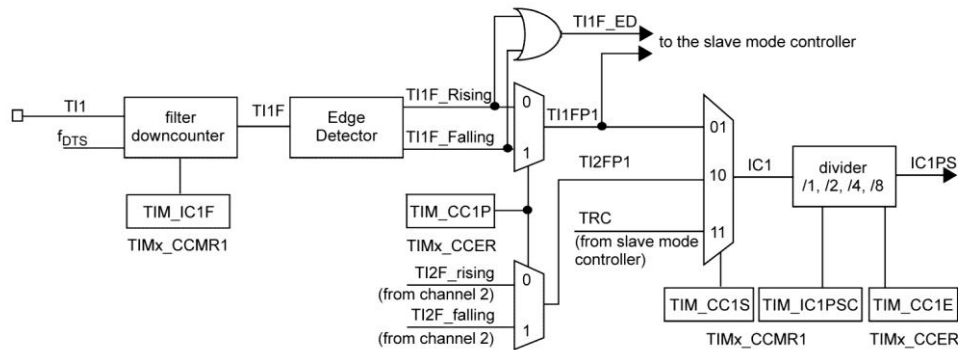 TI1F_ED
to the slave mode controller
TI1
f_DTS
filter
downcounter
TI1F
Edge
Detector
TI1F_Rising
TI1F_Falling
0
1
TI1FP1
TI2FP1
01
10
11
IC1
divider
/1, /2, /4, /8
IC1PS
TIM_IC1F
TIMx_CCMR1
TIM_CC1P
TIMx_CCER
TRC
(from slave mode
controller)
TI2F_rising
(from channel 2)
TI2F_falling
(from channel 2)
0
1
TIM_CC1S
TIM_IC1PSC
TIM_CC1E
TIMx_CCMR1
TIMx_CCER